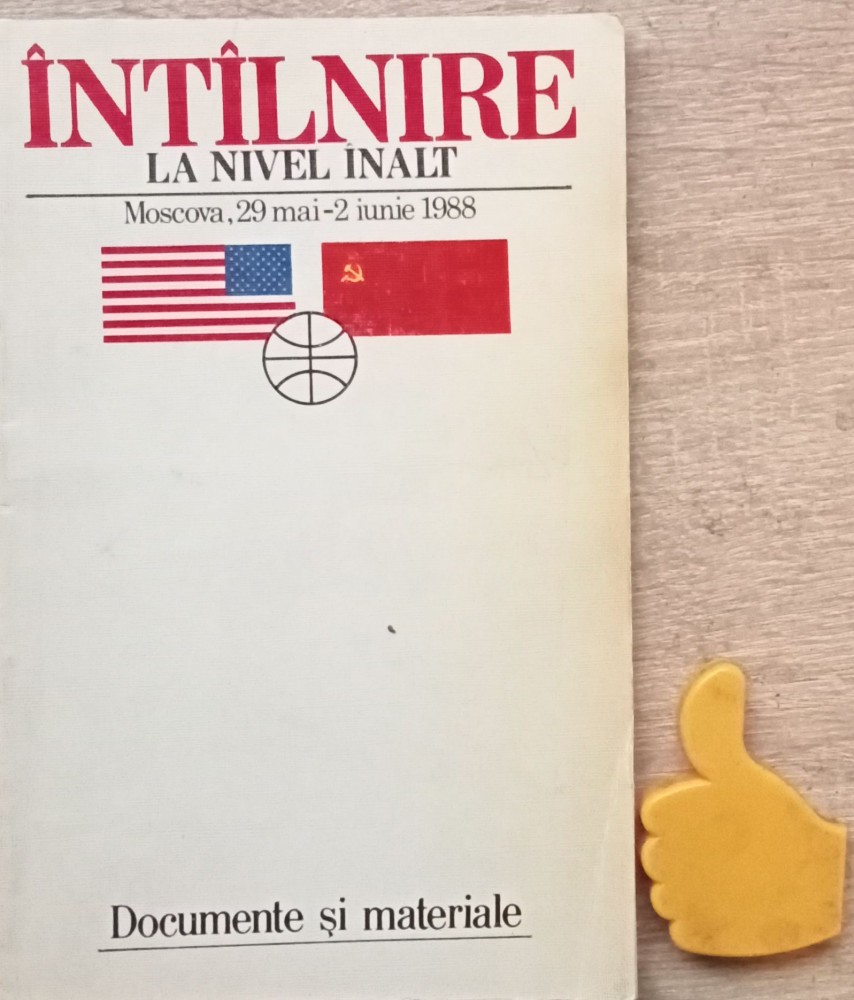 ÎNTÎLNIRE
LA NIVEL ÎNALT
Moscova, 29 mai-2 iunie 1988
Documente și materiale